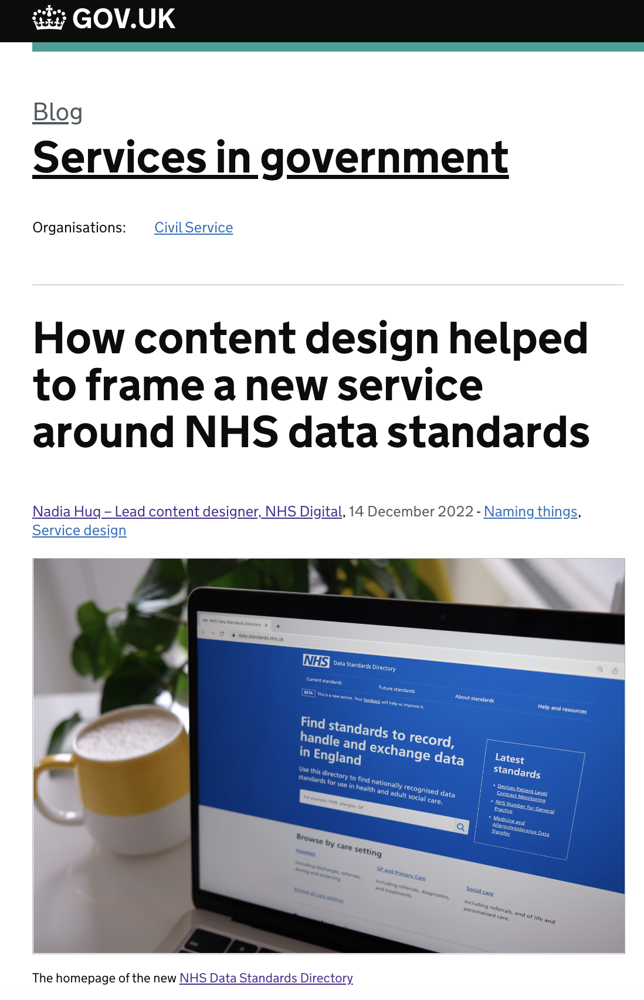 GOV.UK
Blog
Services in government
Organisations: Civil Service
How content design helped
to frame a new service
around NHS data standards
Nadia Huq – Lead content designer, NHS Digital, 14 December 2022 - Naming things,
Service design
NHS Data Standards Directory
data.standards.nhs.uk
NHS Data Standards Directory
Current standards Future standards About standards Help and resources
BETA This is a new service. Your feedback will help us improve it.
Find standards to record,
handle and exchange data
in England
Use this directory to find nationally recognised data
standards for use in health and adult social care.
For example, FHIR, allergies, GP
Latest
standards
• Devices Patient Level
Contract Monitoring
• NHS Number for General
Practice
• Medicine and
Allergy/Intolerance Data
Transfer
Browse by care setting
Hospitals
Including discharges, referrals,
dosing and screening.
GP and Primary Care
Including referrals, diagnostics,
and treatments.
Social care
Including referrals, end of life and
personalised care.
Browse all care settings
esc
The homepage of the new NHS Data Standards Directory